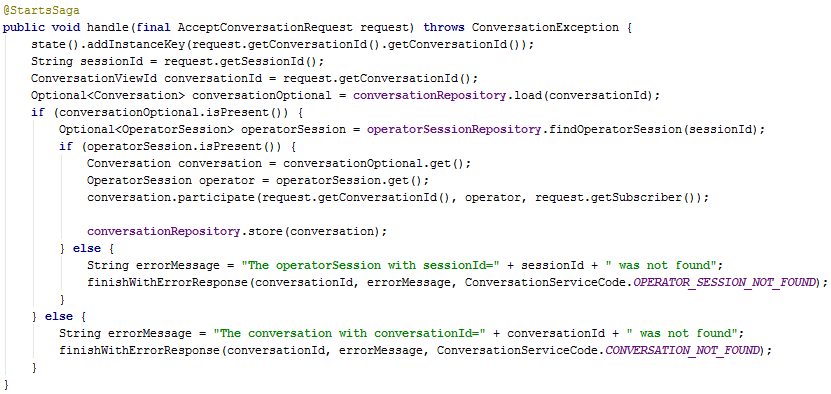 @StartsSaga
public void handle(final AcceptConversationRequest request) throws ConversationException {
    state().addInstanceKey(request.getConversationId().getConversationId());
    String sessionId = request.getSessionId();
    ConversationViewId conversationId = request.getConversationId();
    Optional<Conversation> conversationOptional = conversationRepository.load(conversationId);
    if (conversationOptional.isPresent()) {
        Optional<OperatorSession> operatorSession = operatorSessionRepository.findOperatorSession(sessionId);
        if (operatorSession.isPresent()) {
            Conversation conversation = conversationOptional.get();
            OperatorSession operator = operatorSession.get();
            conversation.participate(request.getConversationId(), operator, request.getSubscriber());

            conversationRepository.store(conversation);
        } else {
            String errorMessage = "The operatorSession with sessionId=" + sessionId + " was not found";
            finishWithErrorResponse(conversationId, errorMessage, ConversationServiceCode.OPERATOR_SESSION_NOT_FOUND);
        }
    } else {
        String errorMessage = "The conversation with conversationId=" + conversationId + " was not found";
        finishWithErrorResponse(conversationId, errorMessage, ConversationServiceCode.CONVERSATION_NOT_FOUND);
    }
}